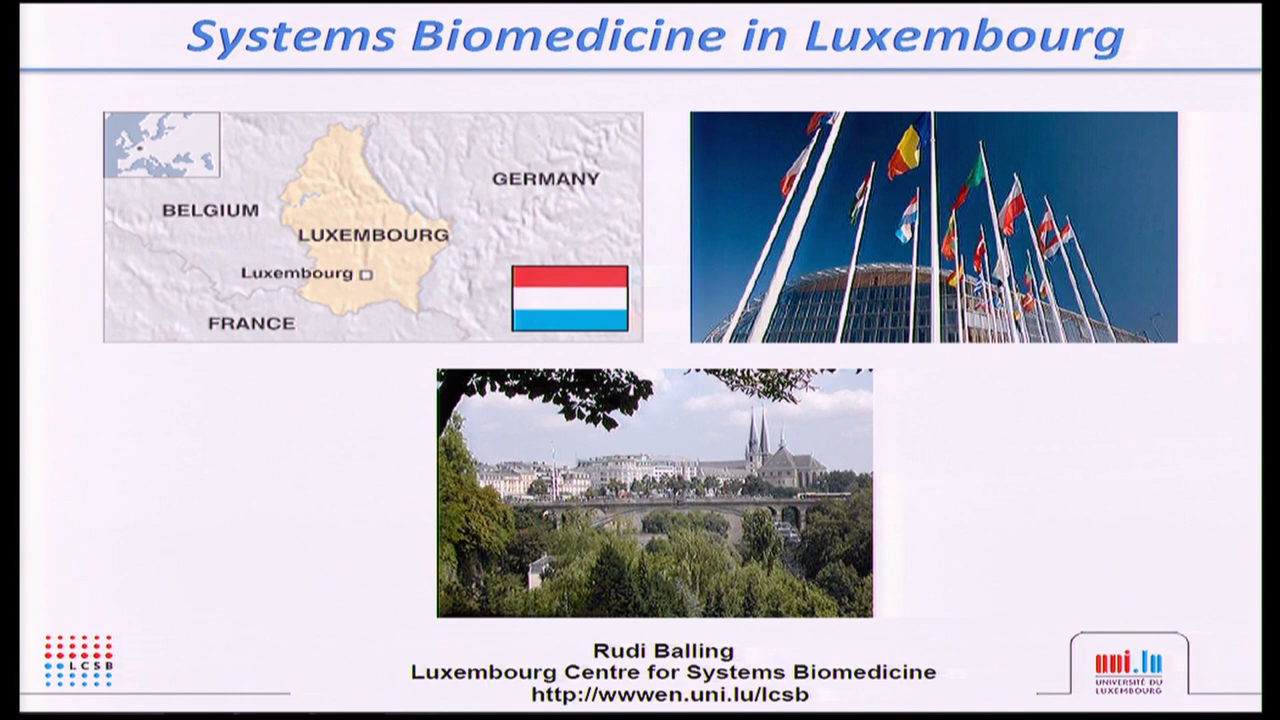 Systems Biomedicine in Luxembourg
GERMANY
BELGIUM
LUXEMBOURG
Luxembourg
FRANCE
Rudi Balling
Luxembourg Centre for Systems Biomedicine
http://wwwen.uni.lu/lcsb
LCSB
uni.lu
UNIVERSITÉ DU
LUXEMBOURG